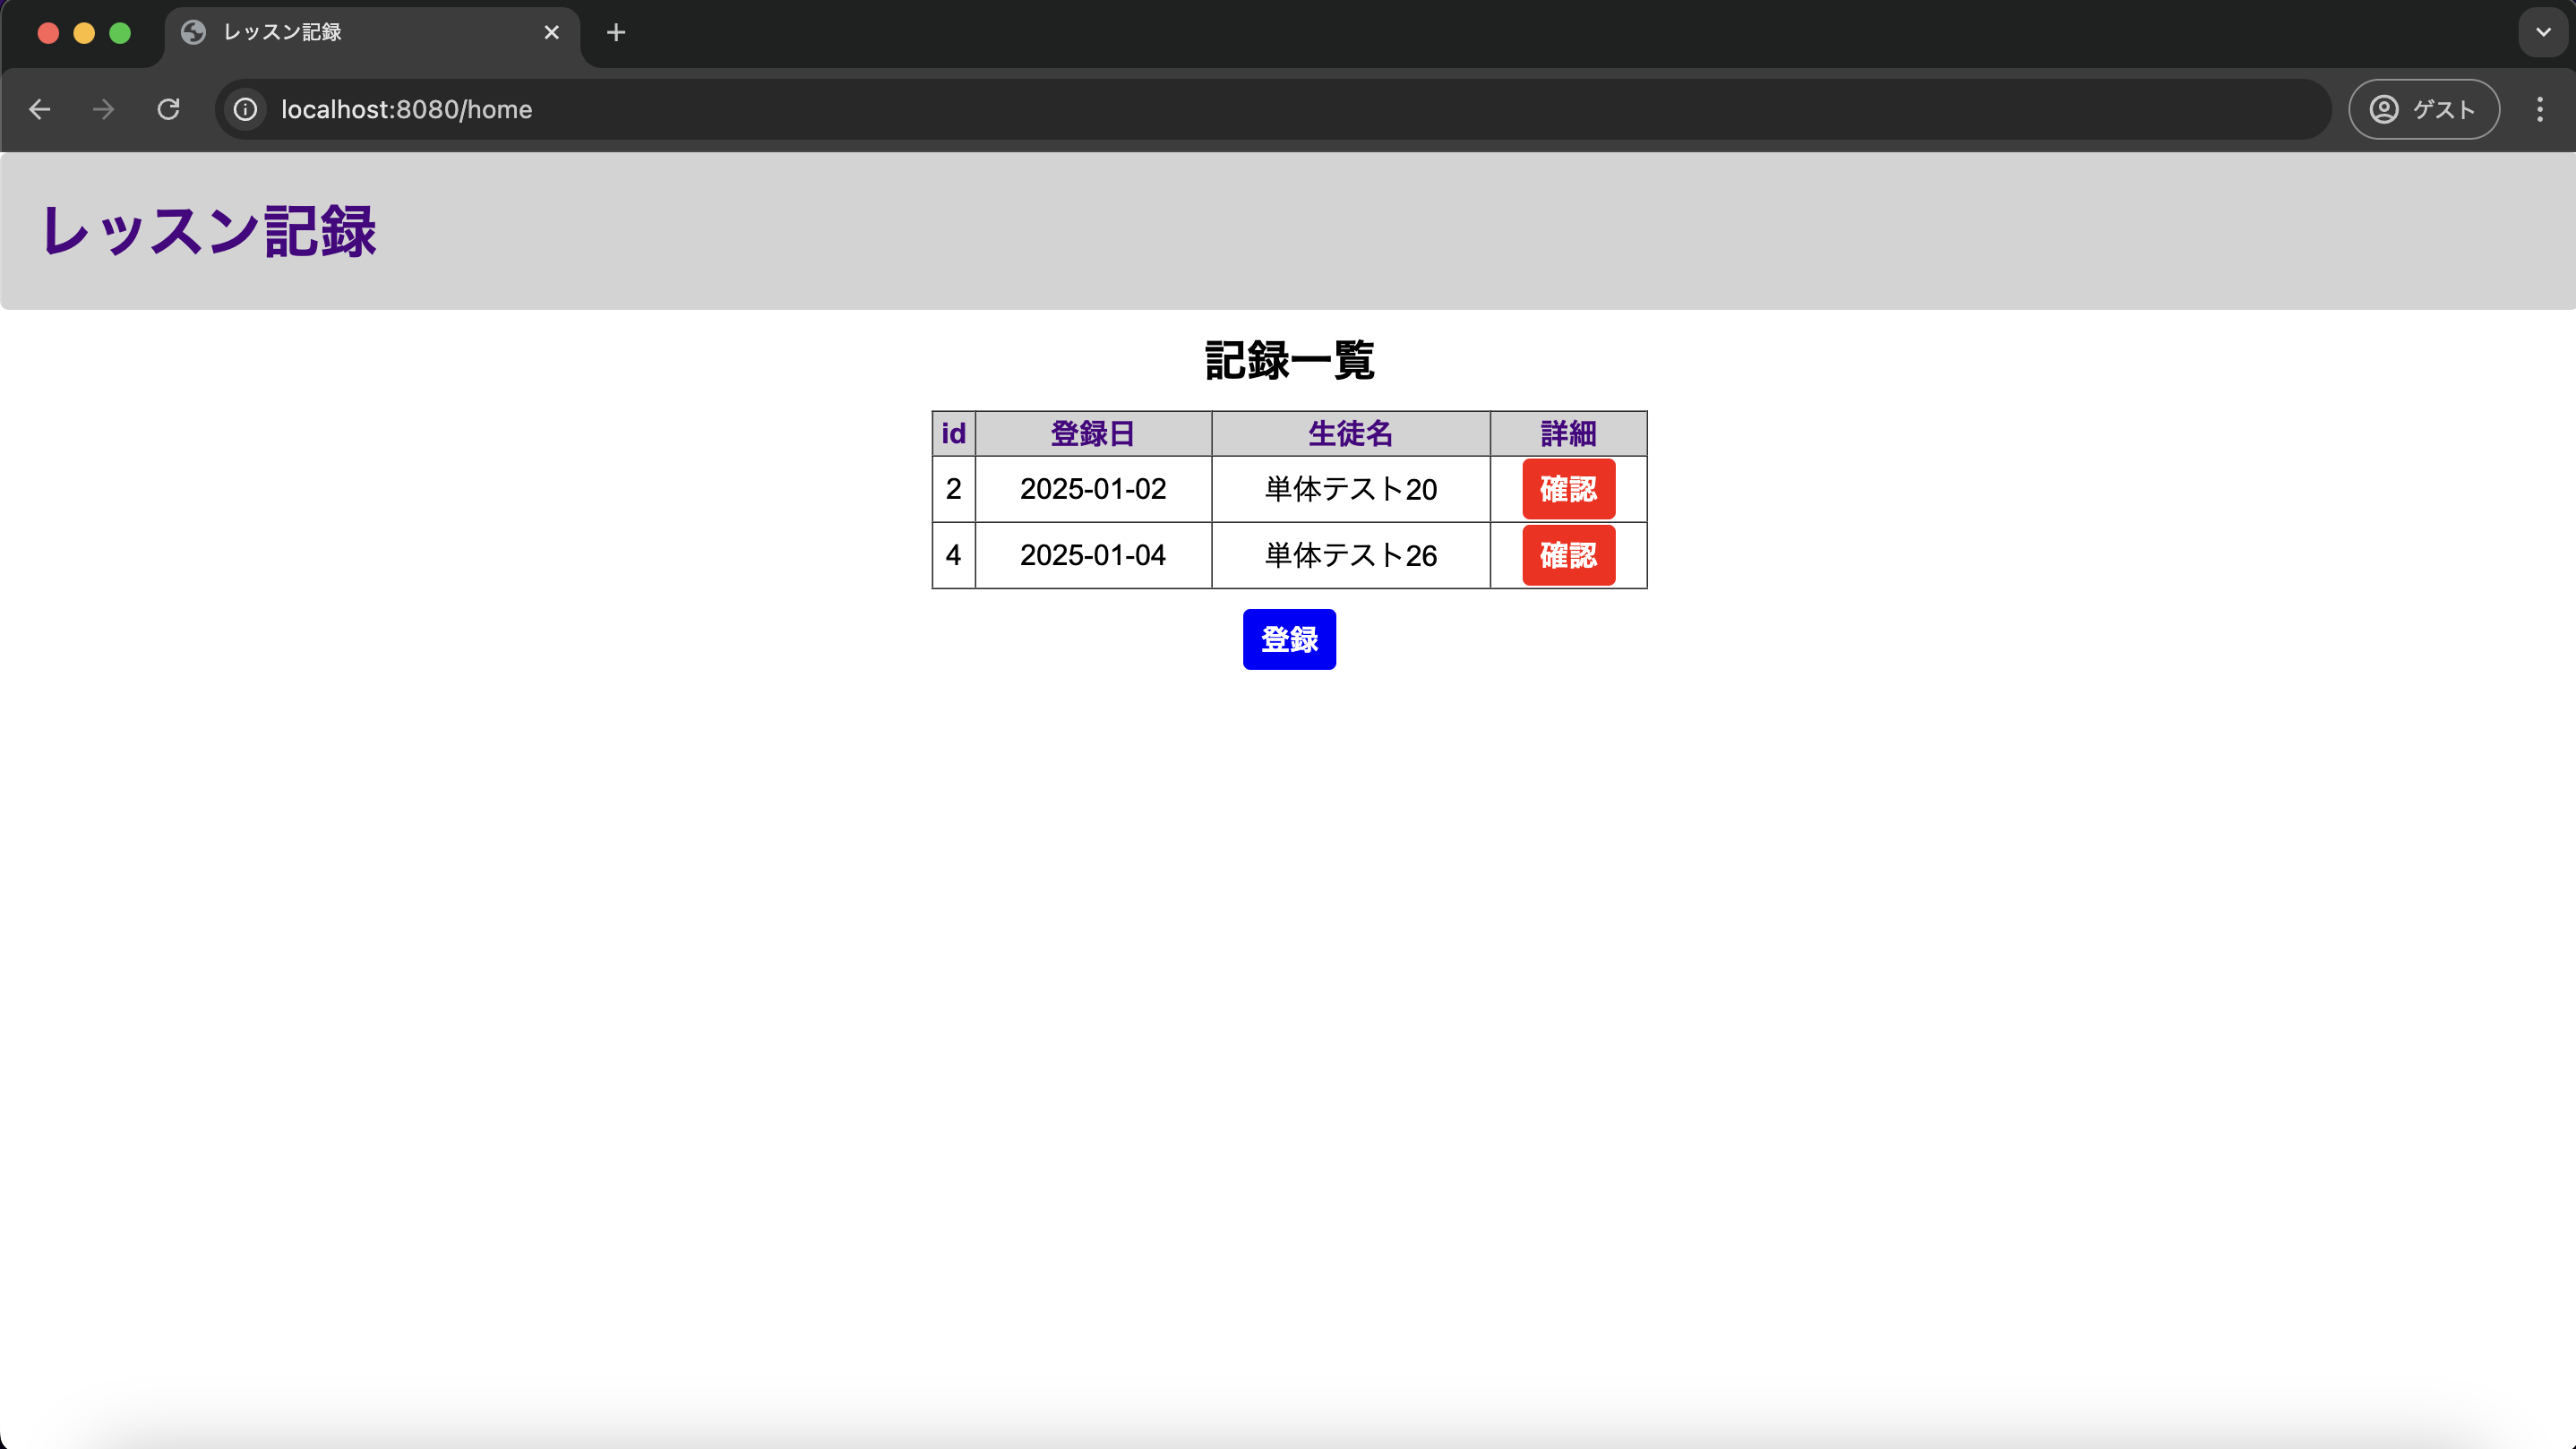 レッスン記録
localhost:8080/home
ゲスト
レッスン記録
記録一覧
id 登録日 生徒名 詳細
2 2025-01-02 単体テスト20 確認
4 2025-01-04 単体テスト26 確認
登録